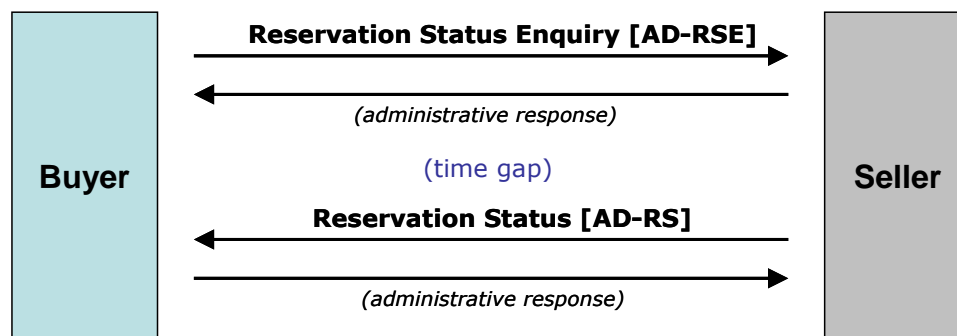 Reservation Status Enquiry [AD-RSE]
(administrative response)
(time gap)
Buyer
Seller
Reservation Status [AD-RS]
(administrative response)